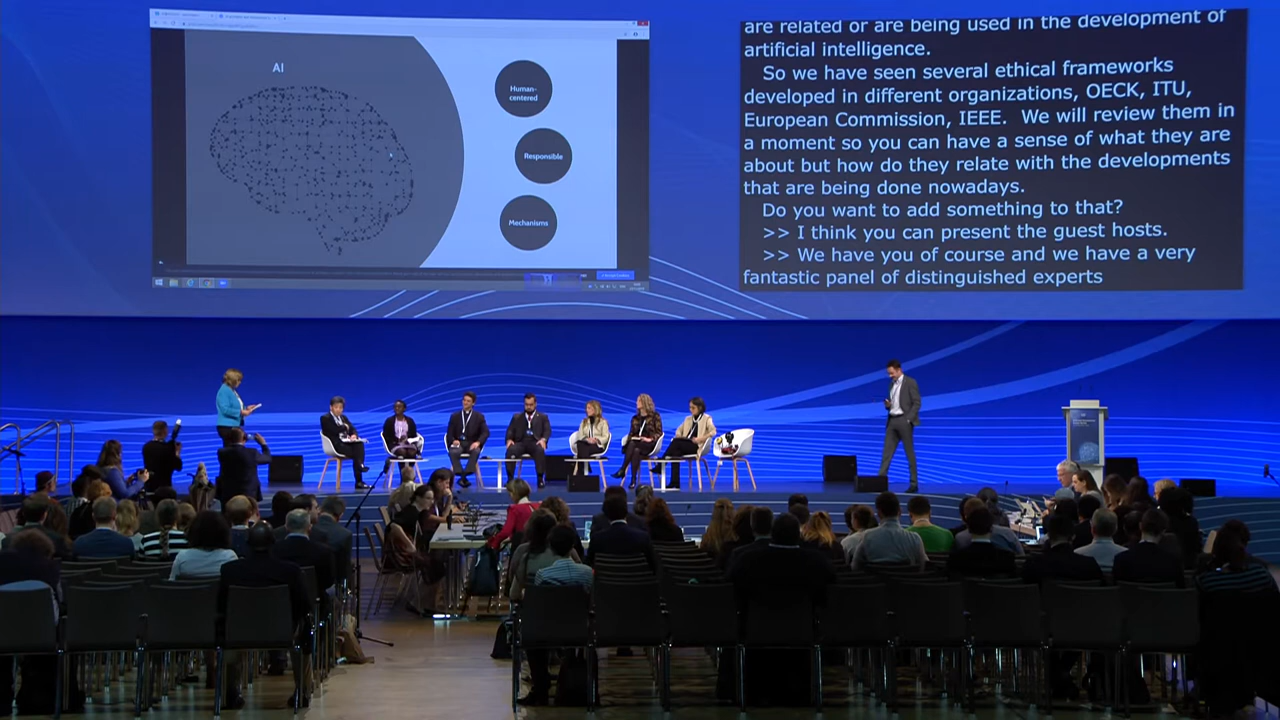 AI
Human-
centered
Responsible
Mechanisms
are related or are being used in the development of
artificial intelligence.
So we have seen several ethical frameworks
developed in different organizations, OECK, ITU,
European Commission, IEEE. We will review them in
a moment so you can have a sense of what they are
about but how do they relate with the developments
that are being done nowadays.
Do you want to add something to that?
>> I think you can present the guest hosts.
>> We have you of course and we have a very
fantastic panel of distinguished experts